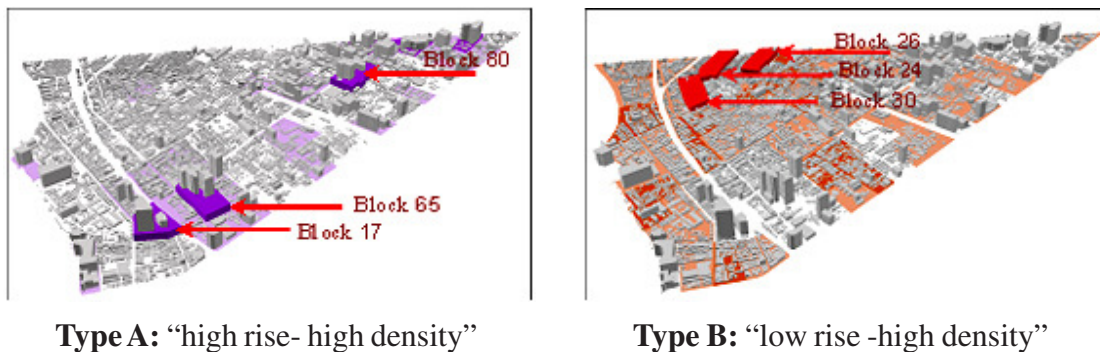 Block 80
Block 65
Block 17
Block 26
Block 24
Block 30
Type A: “high rise- high density”
Type B: “low rise -high density”